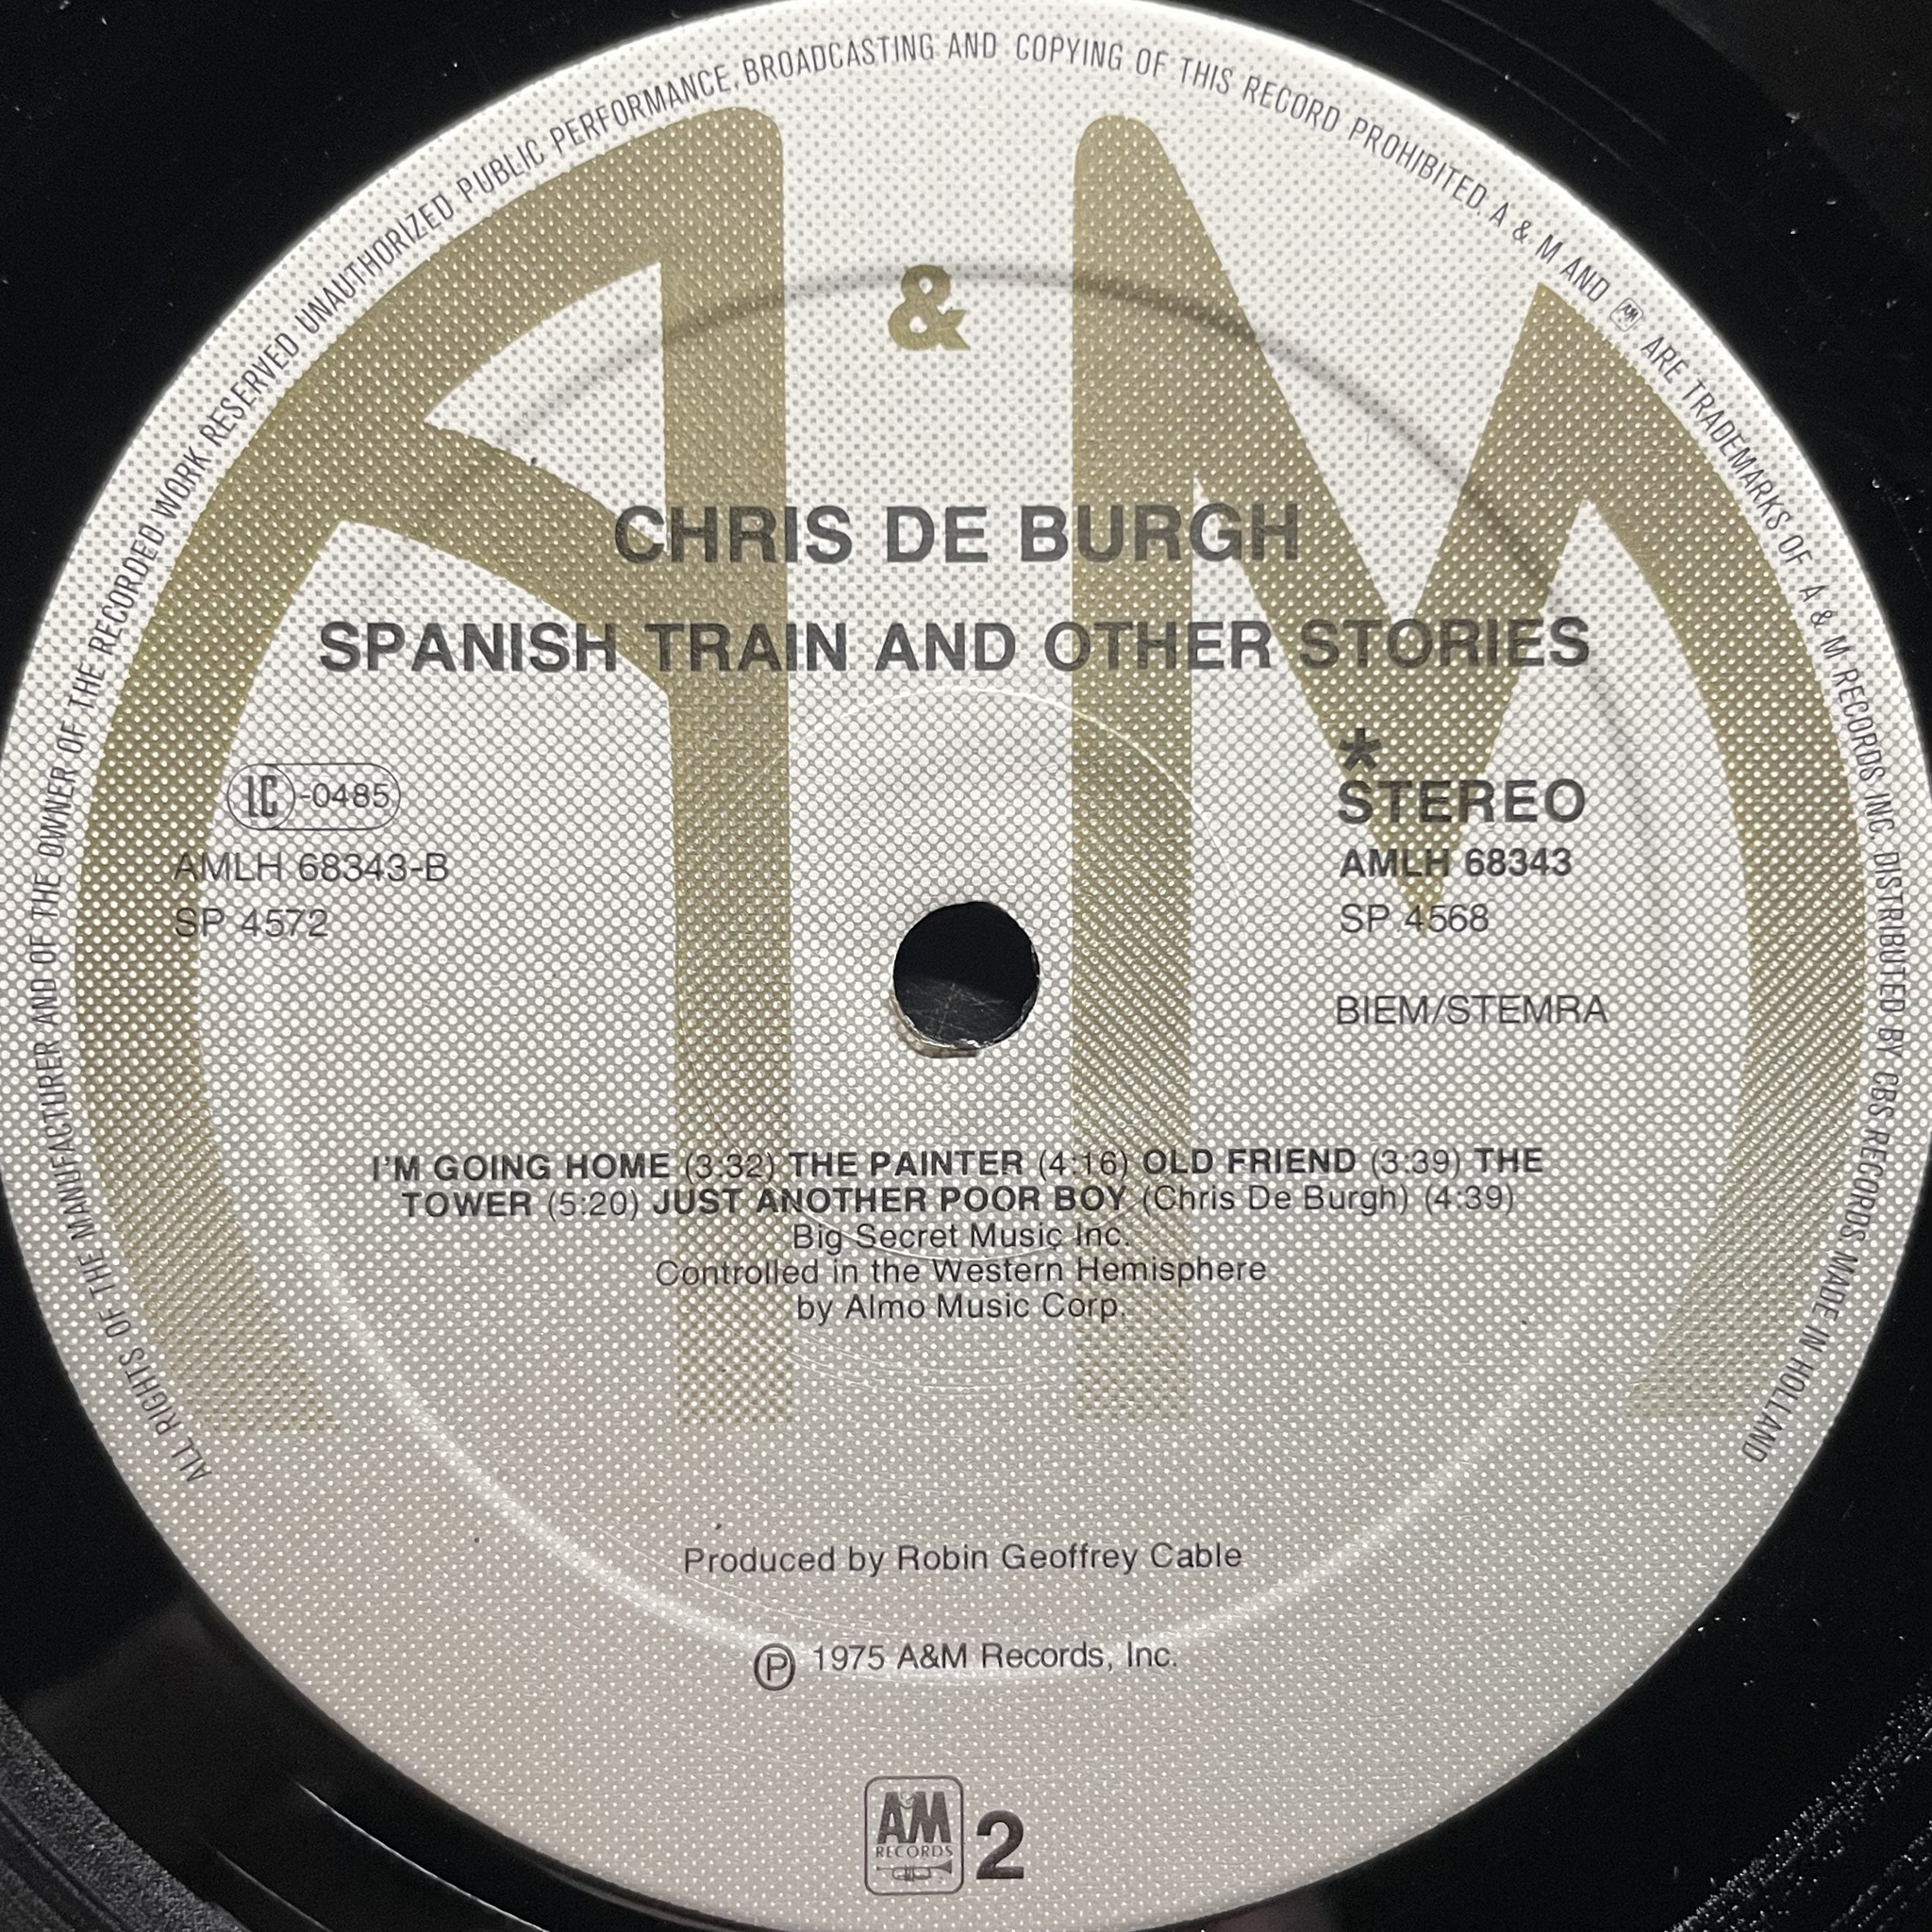 ALL RIGHTS OF THE MANUFACTURER AND OF THE OWNER OF THE RECORDED WORK RESERVED UNAUTHORIZED PUBLIC PERFORMANCE, BROADCASTING AND COPYING OF THIS RECORD PROHIBITED. A & M AND AM ARE TRADEMARKS OF A & M RECORDS INC. DISTRIBUTED BY CBS RECORDS MADE IN HOLLAND
A & M
CHRIS DE BURGH
SPANISH TRAIN AND OTHER STORIES
LC-0485
AMLH 68343-B
SP 4572
*
STEREO
AMLH 68343
SP 4568
BIEM/STEMRA
I'M GOING HOME (3:32) THE PAINTER (4:16) OLD FRIEND (3:39) THE
TOWER (5:20) JUST ANOTHER POOR BOY (Chris De Burgh) (4:39)
Big Secret Music Inc.
Controlled in the Western Hemisphere
by Almo Music Corp.
Produced by Robin Geoffrey Cable
℗ 1975 A&M Records, Inc.
AM
RECORDS
2